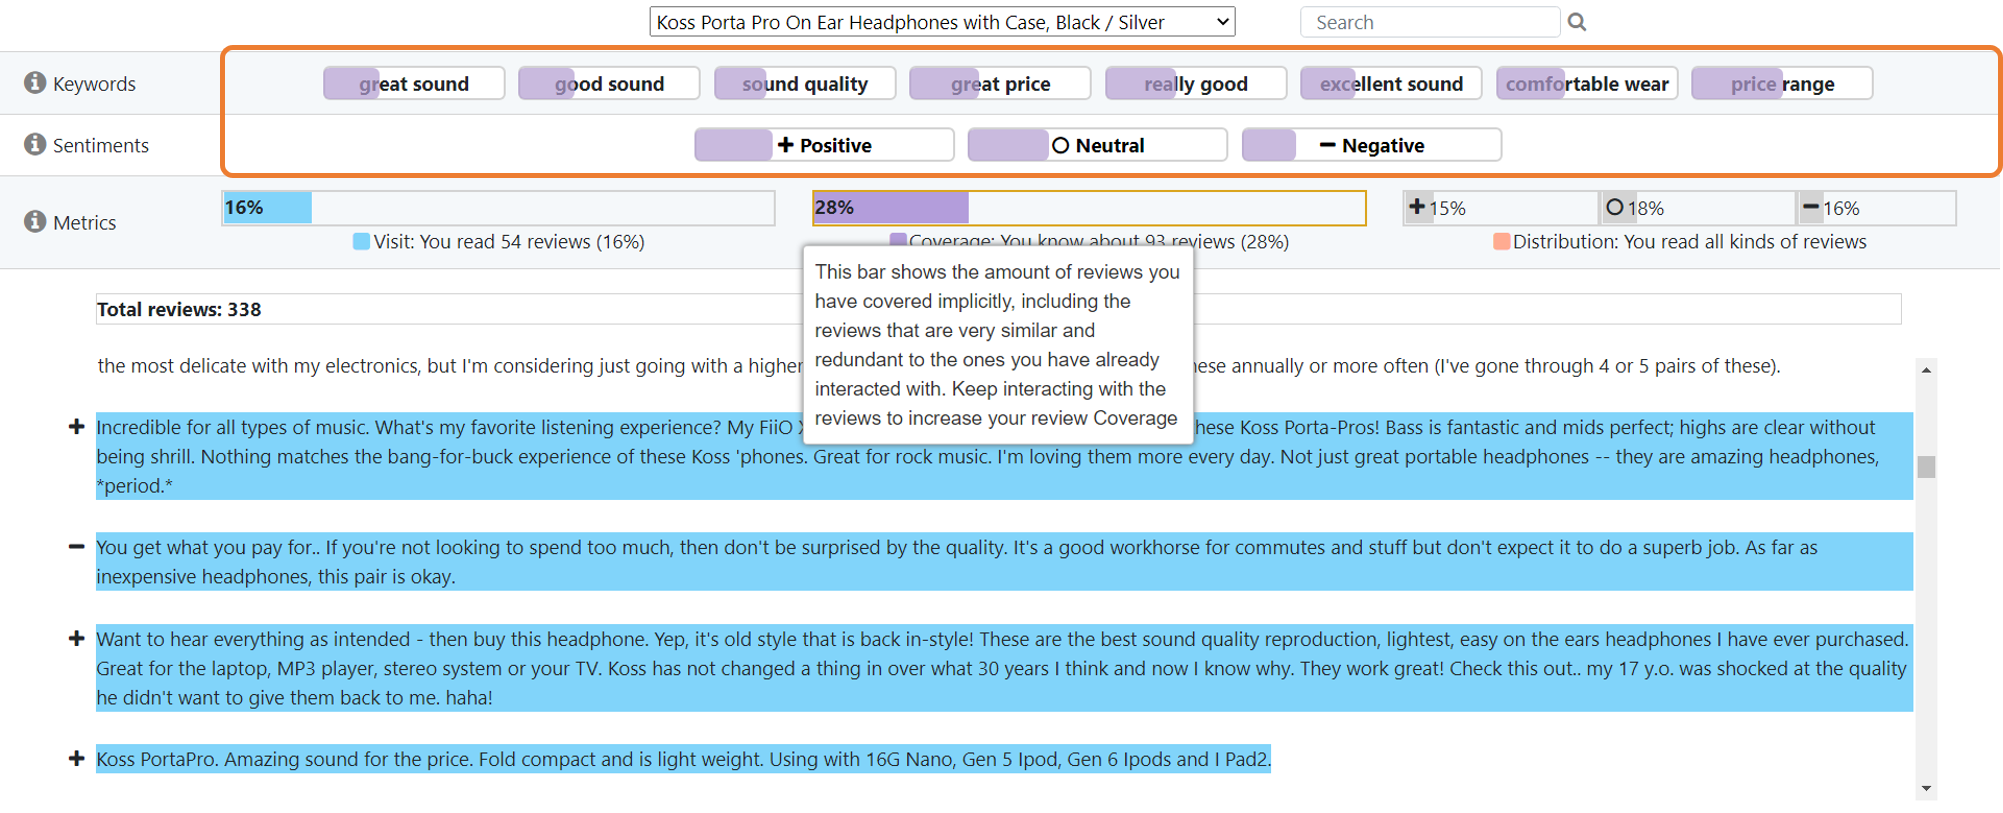 Koss Porta Pro On Ear Headphones with Case, Black / Silver
Search
Keywords
great sound
good sound
sound quality
great price
really good
excellent sound
comfortable wear
price range
Sentiments
+ Positive
O Neutral
− Negative
Metrics
16%
28%
+ 15%
O 18%
− 16%
Visit: You read 54 reviews (16%)
Coverage: You know about 93 reviews (28%)
Distribution: You read all kinds of reviews
This bar shows the amount of reviews you
have covered implicitly, including the
reviews that are very similar and
redundant to the ones you have already
interacted with. Keep interacting with the
reviews to increase your review Coverage
Total reviews: 338
the most delicate with my electronics, but I'm considering just going with a higher ese annually or more often (I've gone through 4 or 5 pairs of these).
+ Incredible for all types of music. What's my favorite listening experience? My FiiO hese Koss Porta-Pros! Bass is fantastic and mids perfect; highs are clear without
being shrill. Nothing matches the bang-for-buck experience of these Koss 'phones. Great for rock music. I'm loving them more every day. Not just great portable headphones -- they are amazing headphones,
*period.*
− You get what you pay for.. If you're not looking to spend too much, then don't be surprised by the quality. It's a good workhorse for commutes and stuff but don't expect it to do a superb job. As far as
inexpensive headphones, this pair is okay.
+ Want to hear everything as intended - then buy this headphone. Yep, it's old style that is back in-style! These are the best sound quality reproduction, lightest, easy on the ears headphones I have ever purchased.
Great for the laptop, MP3 player, stereo system or your TV. Koss has not changed a thing in over what 30 years I think and now I know why. They work great! Check this out.. my 17 y.o. was shocked at the quality
he didn't want to give them back to me. haha!
+ Koss PortaPro. Amazing sound for the price. Fold compact and is light weight. Using with 16G Nano, Gen 5 Ipod, Gen 6 Ipods and I Pad2.